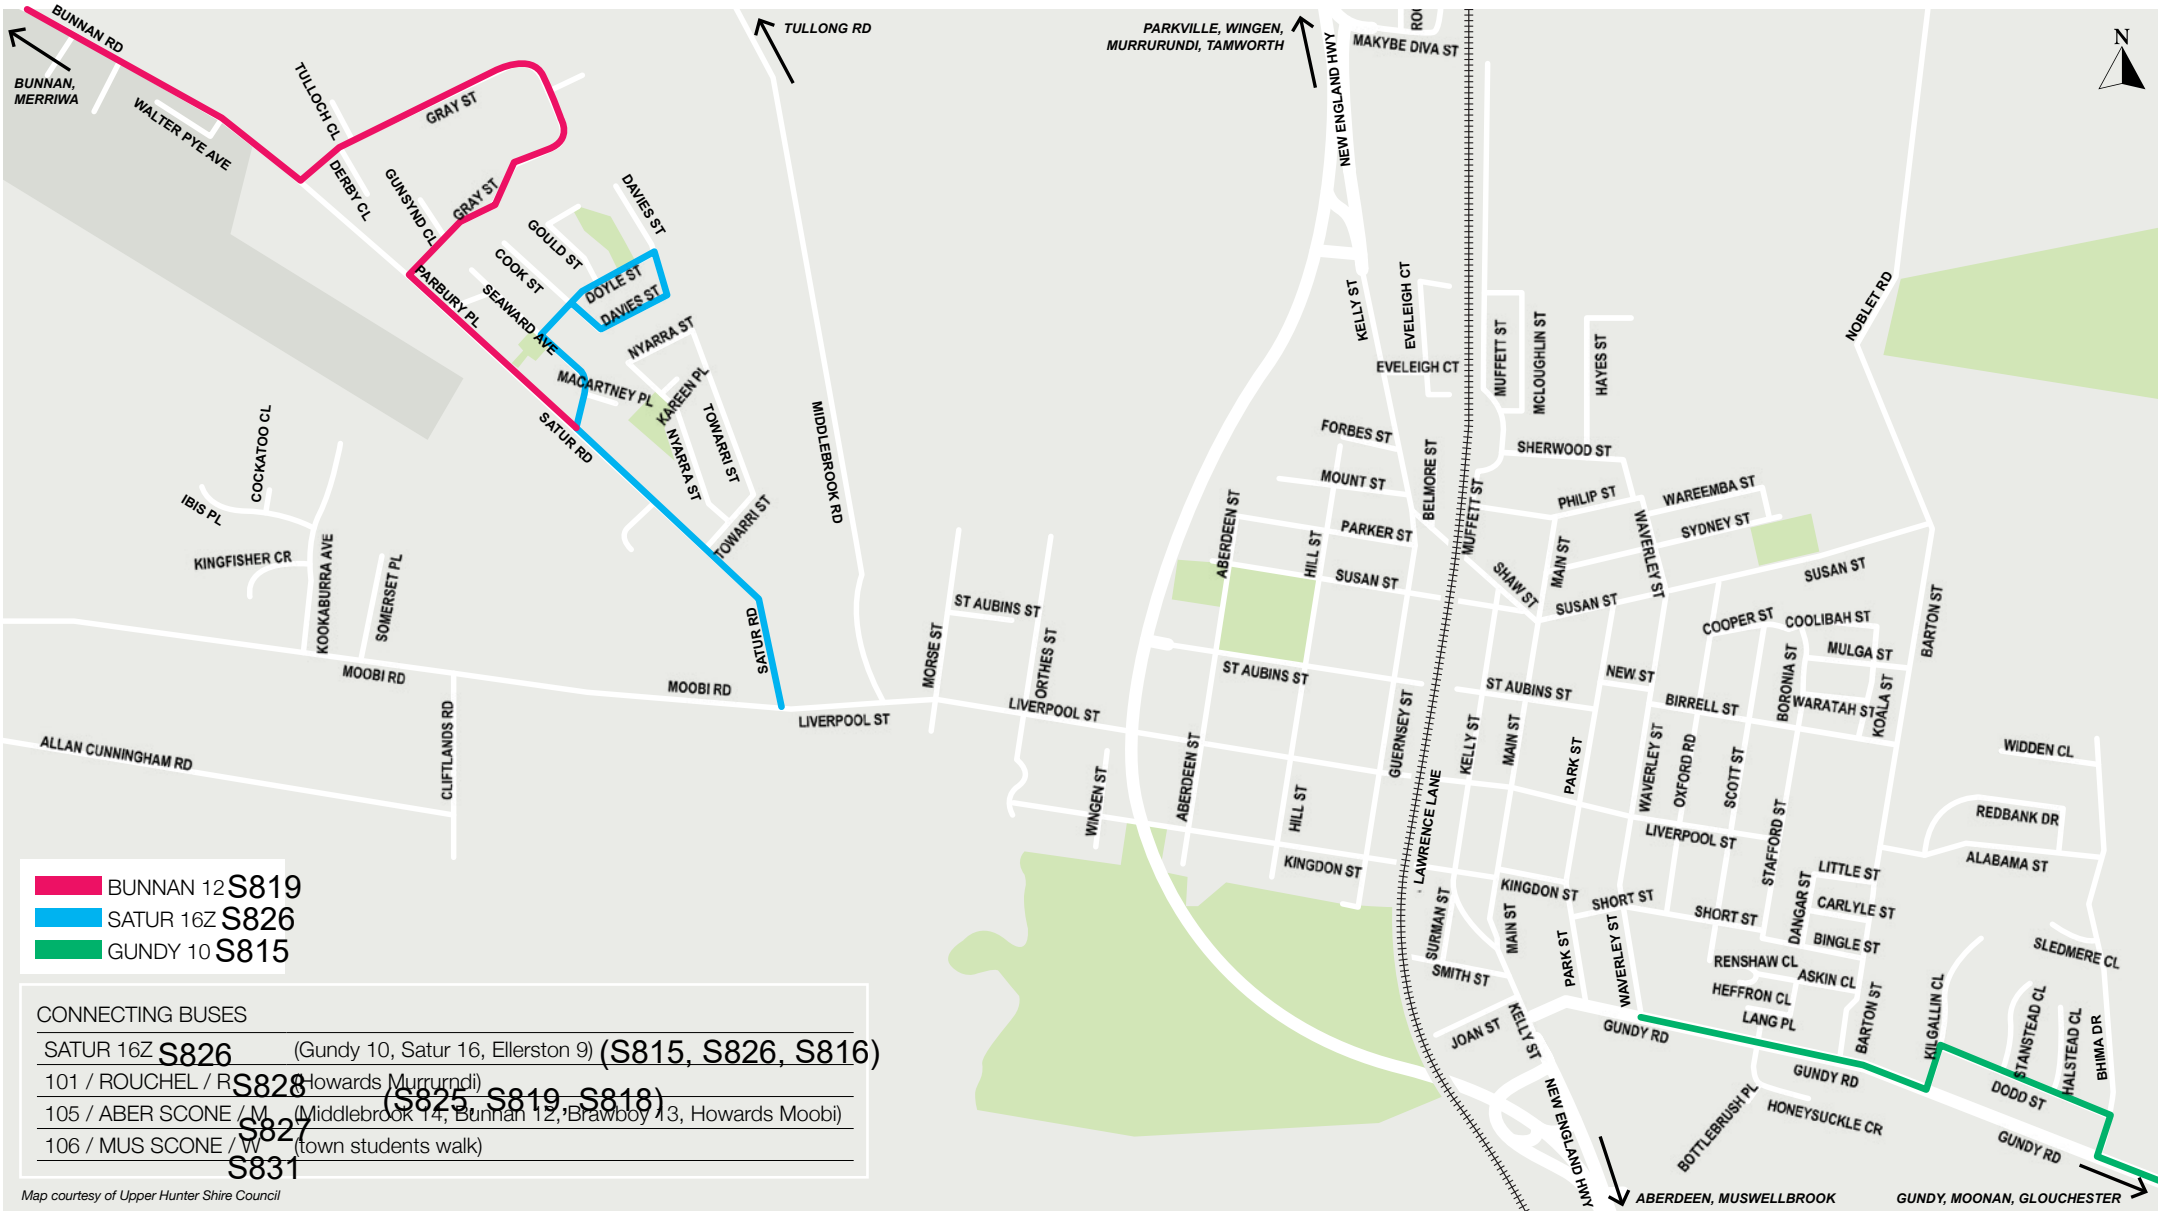 BUNNAN RD
BUNNAN,
MERRIWA
WALTER PYE AVE
TULLOCH CL
DERBY CL
GRAY ST
GUNSYND CL
GRAY ST
PARBURY PL
TULLONG RD
PARKVILLE, WINGEN,
MURRURUNDI, TAMWORTH
NEW ENGLAND HWY
MAKYBE DIVA ST
N
DAVIES ST
GOULD ST
COOK ST
SEAWARD AVE
DOYLE ST
DAVIES ST
NYARRA ST
MACARTNEY PL
KAREEN PL
TOWARRI ST
NYARRA ST
TOWARRI ST
SATUR RD
SATUR RD
MIDDLEBROOK RD
COCKATOO CL
IBIS PL
KINGFISHER CR
KOOKABURRA AVE
SOMERSET PL
MOOBI RD
MOOBI RD
CLIFTLANDS RD
ALLAN CUNNINGHAM RD
LIVERPOOL ST
MORSE ST
ST AUBINS ST
ORTHES ST
LIVERPOOL ST
WINGEN ST
KELLY ST
EVELEIGH CT
EVELEIGH CT
MUFFETT ST
MCLOUGHLIN ST
HAYES ST
NOBLET RD
FORBES ST
MOUNT ST
PARKER ST
SUSAN ST
BELMORE ST
MUFFETT ST
SHERWOOD ST
PHILIP ST
WAREEMBA ST
SYDNEY ST
WAVERLEY ST
ABERDEEN ST
HILL ST
SHAW ST
MAIN ST
SUSAN ST
SUSAN ST
COOPER ST
COOLIBAH ST
MULGA ST
BARTON ST
ST AUBINS ST
ST AUBINS ST
NEW ST
BIRRELL ST
BORONIA ST
WARATAH ST
KOALA ST
GUERNSEY ST
KELLY ST
MAIN ST
PARK ST
WAVERLEY ST
OXFORD RD
SCOTT ST
STAFFORD ST
ABERDEEN ST
HILL ST
LAWRENCE LANE
LIVERPOOL ST
KINGDON ST
KINGDON ST
SHORT ST
SHORT ST
DANGAR ST
LITTLE ST
CARLYLE ST
BINGLE ST
WIDDEN CL
REDBANK DR
ALABAMA ST
SLEDMERE CL
SURMAN ST
SMITH ST
MAIN ST
PARK ST
WAVERLEY ST
RENSHAW CL
ASKIN CL
HEFFRON CL
LANG PL
BARTON ST
KILGALLIN CL
STANSTEAD CL
HALSTEAD CL
BHIMA DR
JOAN ST
KELLY ST
GUNDY RD
GUNDY RD
DODD ST
GUNDY RD
BOTTLEBRUSH PL
HONEYSUCKLE CR
NEW ENGLAND HWY
ABERDEEN, MUSWELLBROOK
GUNDY, MOONAN, GLOUCHESTER
BUNNAN 12 S819
SATUR 16Z S826
GUNDY 10 S815
CONNECTING BUSES
SATUR 16Z S826 (Gundy 10, Satur 16, Ellerston 9) (S815, S826, S816)
101 / ROUCHEL / R S828 (Howards Murrurndi)
(S825, S819, S818)
105 / ABER SCONE / M S827 (Middlebrook 14, Bunnan 12, Brawboy 13, Howards Moobi)
106 / MUS SCONE / W S831 (town students walk)
Map courtesy of Upper Hunter Shire Council